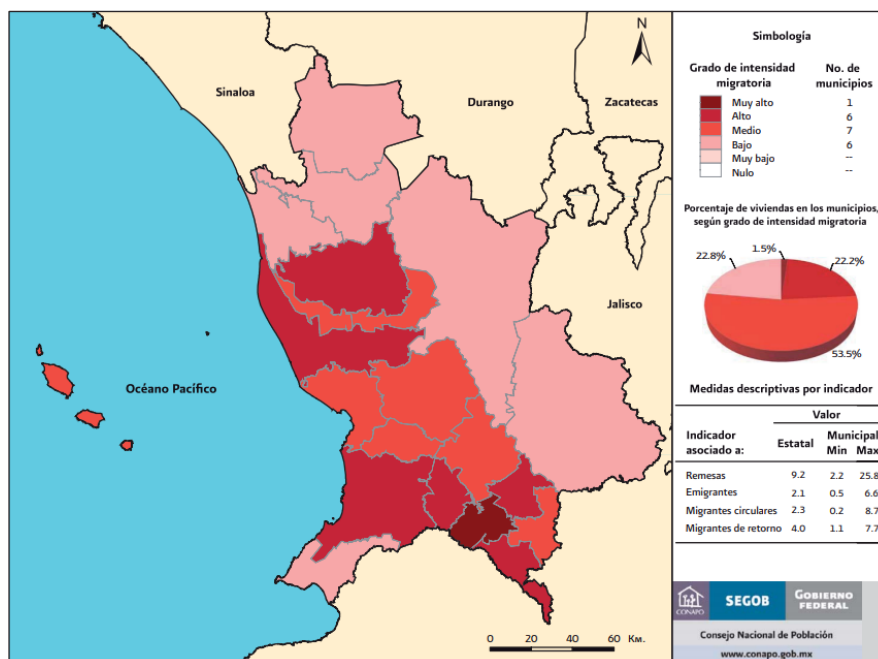 N
Sinaloa
Durango
Zacatecas
Jalisco
Océano Pacífico
0 20 40 60 Km.
Simbología
Grado de intensidad migratoria
No. de municipios
Muy alto 1
Alto 6
Medio 7
Bajo 6
Muy bajo --
Nulo --
Porcentaje de viviendas en los municipios,
según grado de intensidad migratoria
1.5%
22.8%
22.2%
53.5%
Medidas descriptivas por indicador
Valor
Indicador asociado a:
Estatal
Municipal
Min Max
Remesas 9.2 2.2 25.8
Emigrantes 2.1 0.5 6.6
Migrantes circulares 2.3 0.2 8.7
Migrantes de retorno 4.0 1.1 7.7
CONAPO
SEGOB
GOBIERNO
FEDERAL
Consejo Nacional de Población
www.conapo.gob.mx